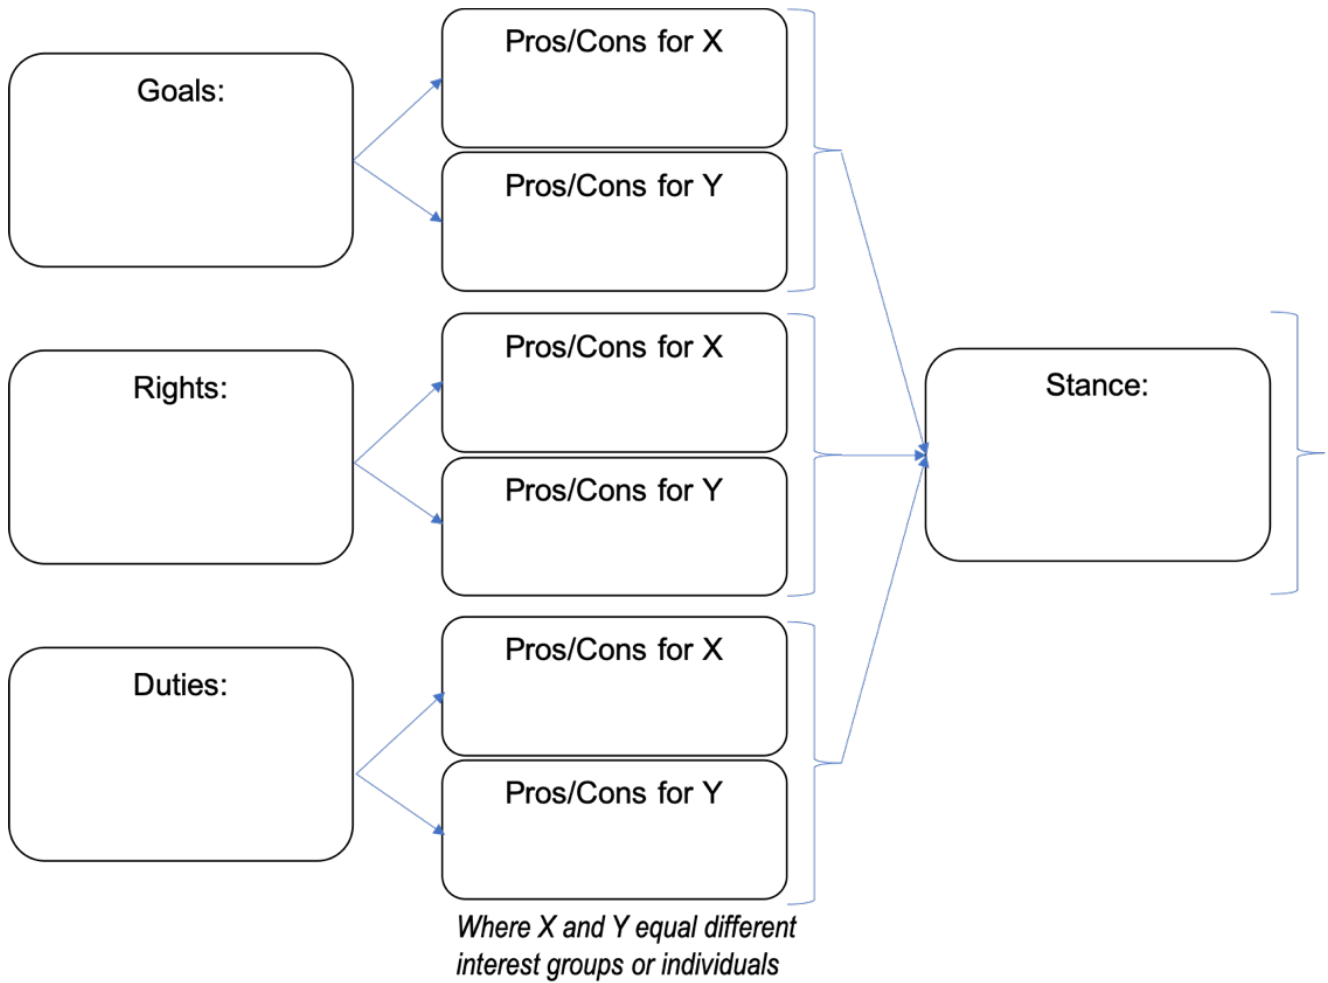 Goals:
Pros/Cons for X
Pros/Cons for Y
Rights:
Pros/Cons for X
Pros/Cons for Y
Duties:
Pros/Cons for X
Pros/Cons for Y
Where X and Y equal different
interest groups or individuals
Stance: